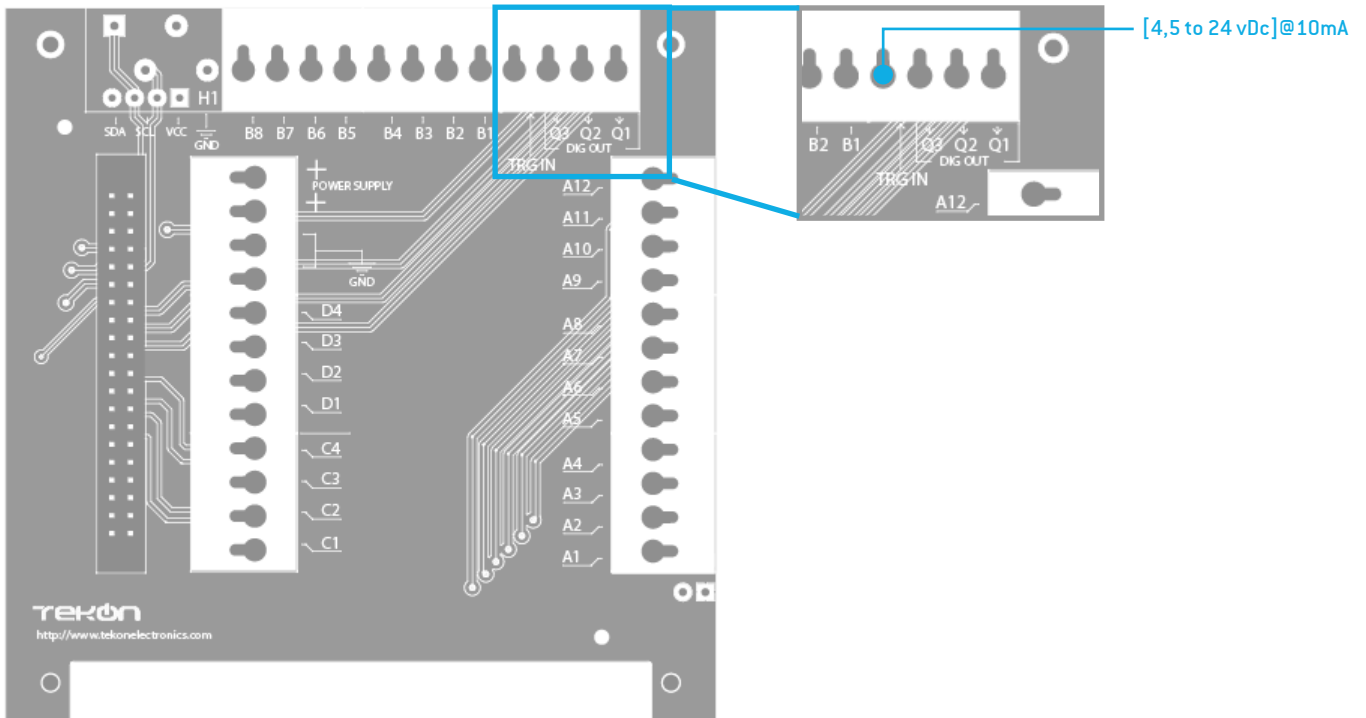 [4,5 to 24 vDc]@10mA
H1
SDA SCL VCC GND B8 B7 B6 B5 B4 B3 B2 B1 Q3 Q2 Q1
DIG OUT
TRG IN
B2 B1 Q3 Q2 Q1
DIG OUT
TRG IN
A12
+
POWER SUPPLY
+
GND
D4
D3
D2
D1
C4
C3
C2
C1
A12
A11
A10
A9
A8
A7
A6
A5
A4
A3
A2
A1
TEKON
http://www.tekonelectronics.com